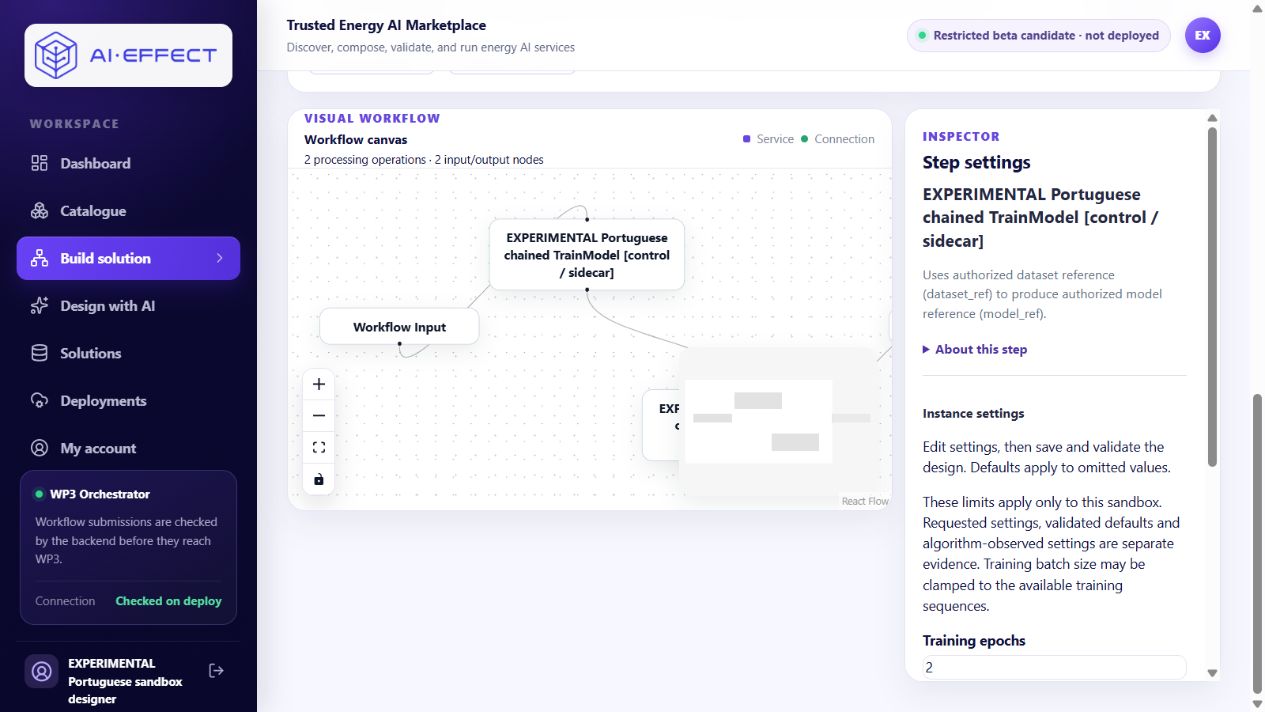 AI·EFFECT
WORKSPACE
Dashboard
Catalogue
Build solution
Design with AI
Solutions
Deployments
My account
WP3 Orchestrator
Workflow submissions are checked
by the backend before they reach
WP3.
Connection Checked on deploy
EXPERIMENTAL
Portuguese sandbox
designer
Trusted Energy AI Marketplace
Discover, compose, validate, and run energy AI services
Restricted beta candidate · not deployed
EX
VISUAL WORKFLOW
Workflow canvas
2 processing operations · 2 input/output nodes
Service Connection
EXPERIMENTAL Portuguese
chained TrainModel [control
/ sidecar]
Workflow Input
React Flow
INSPECTOR
Step settings
EXPERIMENTAL Portuguese
chained TrainModel [control /
sidecar]
Uses authorized dataset reference
(dataset_ref) to produce authorized model
reference (model_ref).
About this step
Instance settings
Edit settings, then save and validate the
design. Defaults apply to omitted values.
These limits apply only to this sandbox.
Requested settings, validated defaults and
algorithm-observed settings are separate
evidence. Training batch size may be
clamped to the available training
sequences.
Training epochs
2